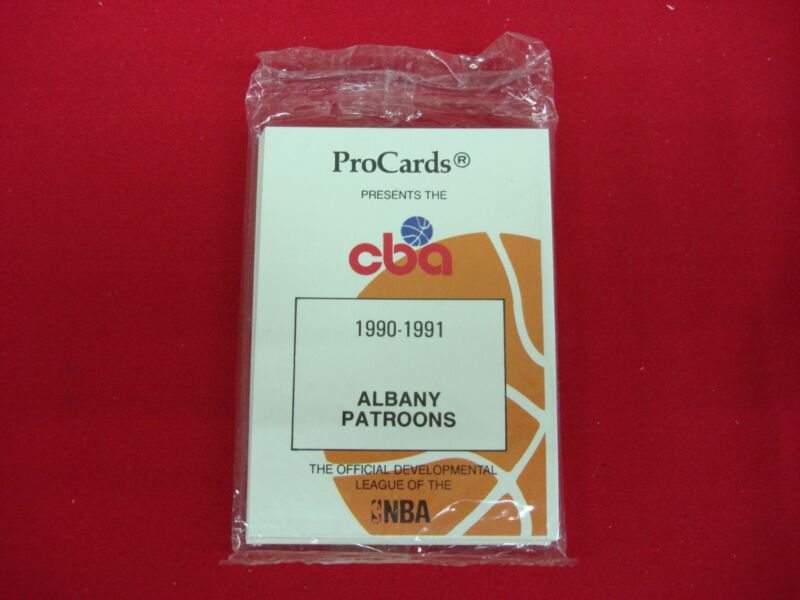 ProCards®
PRESENTS THE
cba
1990-1991
ALBANY
PATROONS
THE OFFICIAL DEVELOPMENTAL
LEAGUE OF THE
NBA